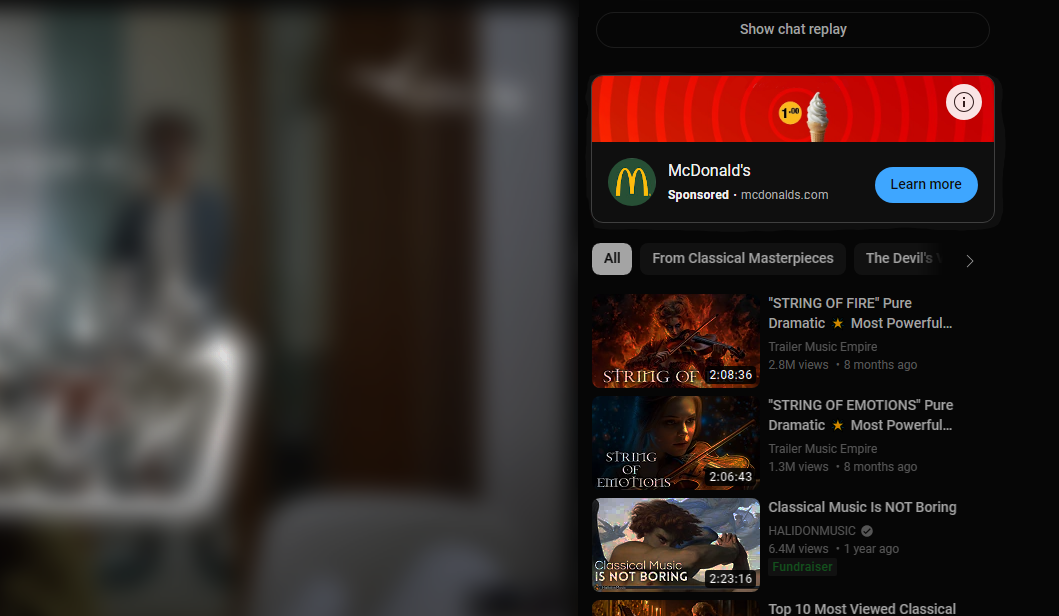 Show chat replay
1.00
McDonald's
Sponsored · mcdonalds.com
Learn more
All
From Classical Masterpieces
The Devil's
"STRING OF FIRE" Pure
Dramatic ★ Most Powerful...
Trailer Music Empire
2.8M views • 8 months ago
STRING OF
2:08:36
"STRING OF EMOTIONS" Pure
Dramatic ★ Most Powerful...
Trailer Music Empire
1.3M views • 8 months ago
STRING
OF
EMOTIONS
2:06:43
Classical Music Is NOT Boring
HALIDONMUSIC
6.4M views • 1 year ago
Fundraiser
Classical Music
IS NOT BORING
2:23:16
Top 10 Most Viewed Classical